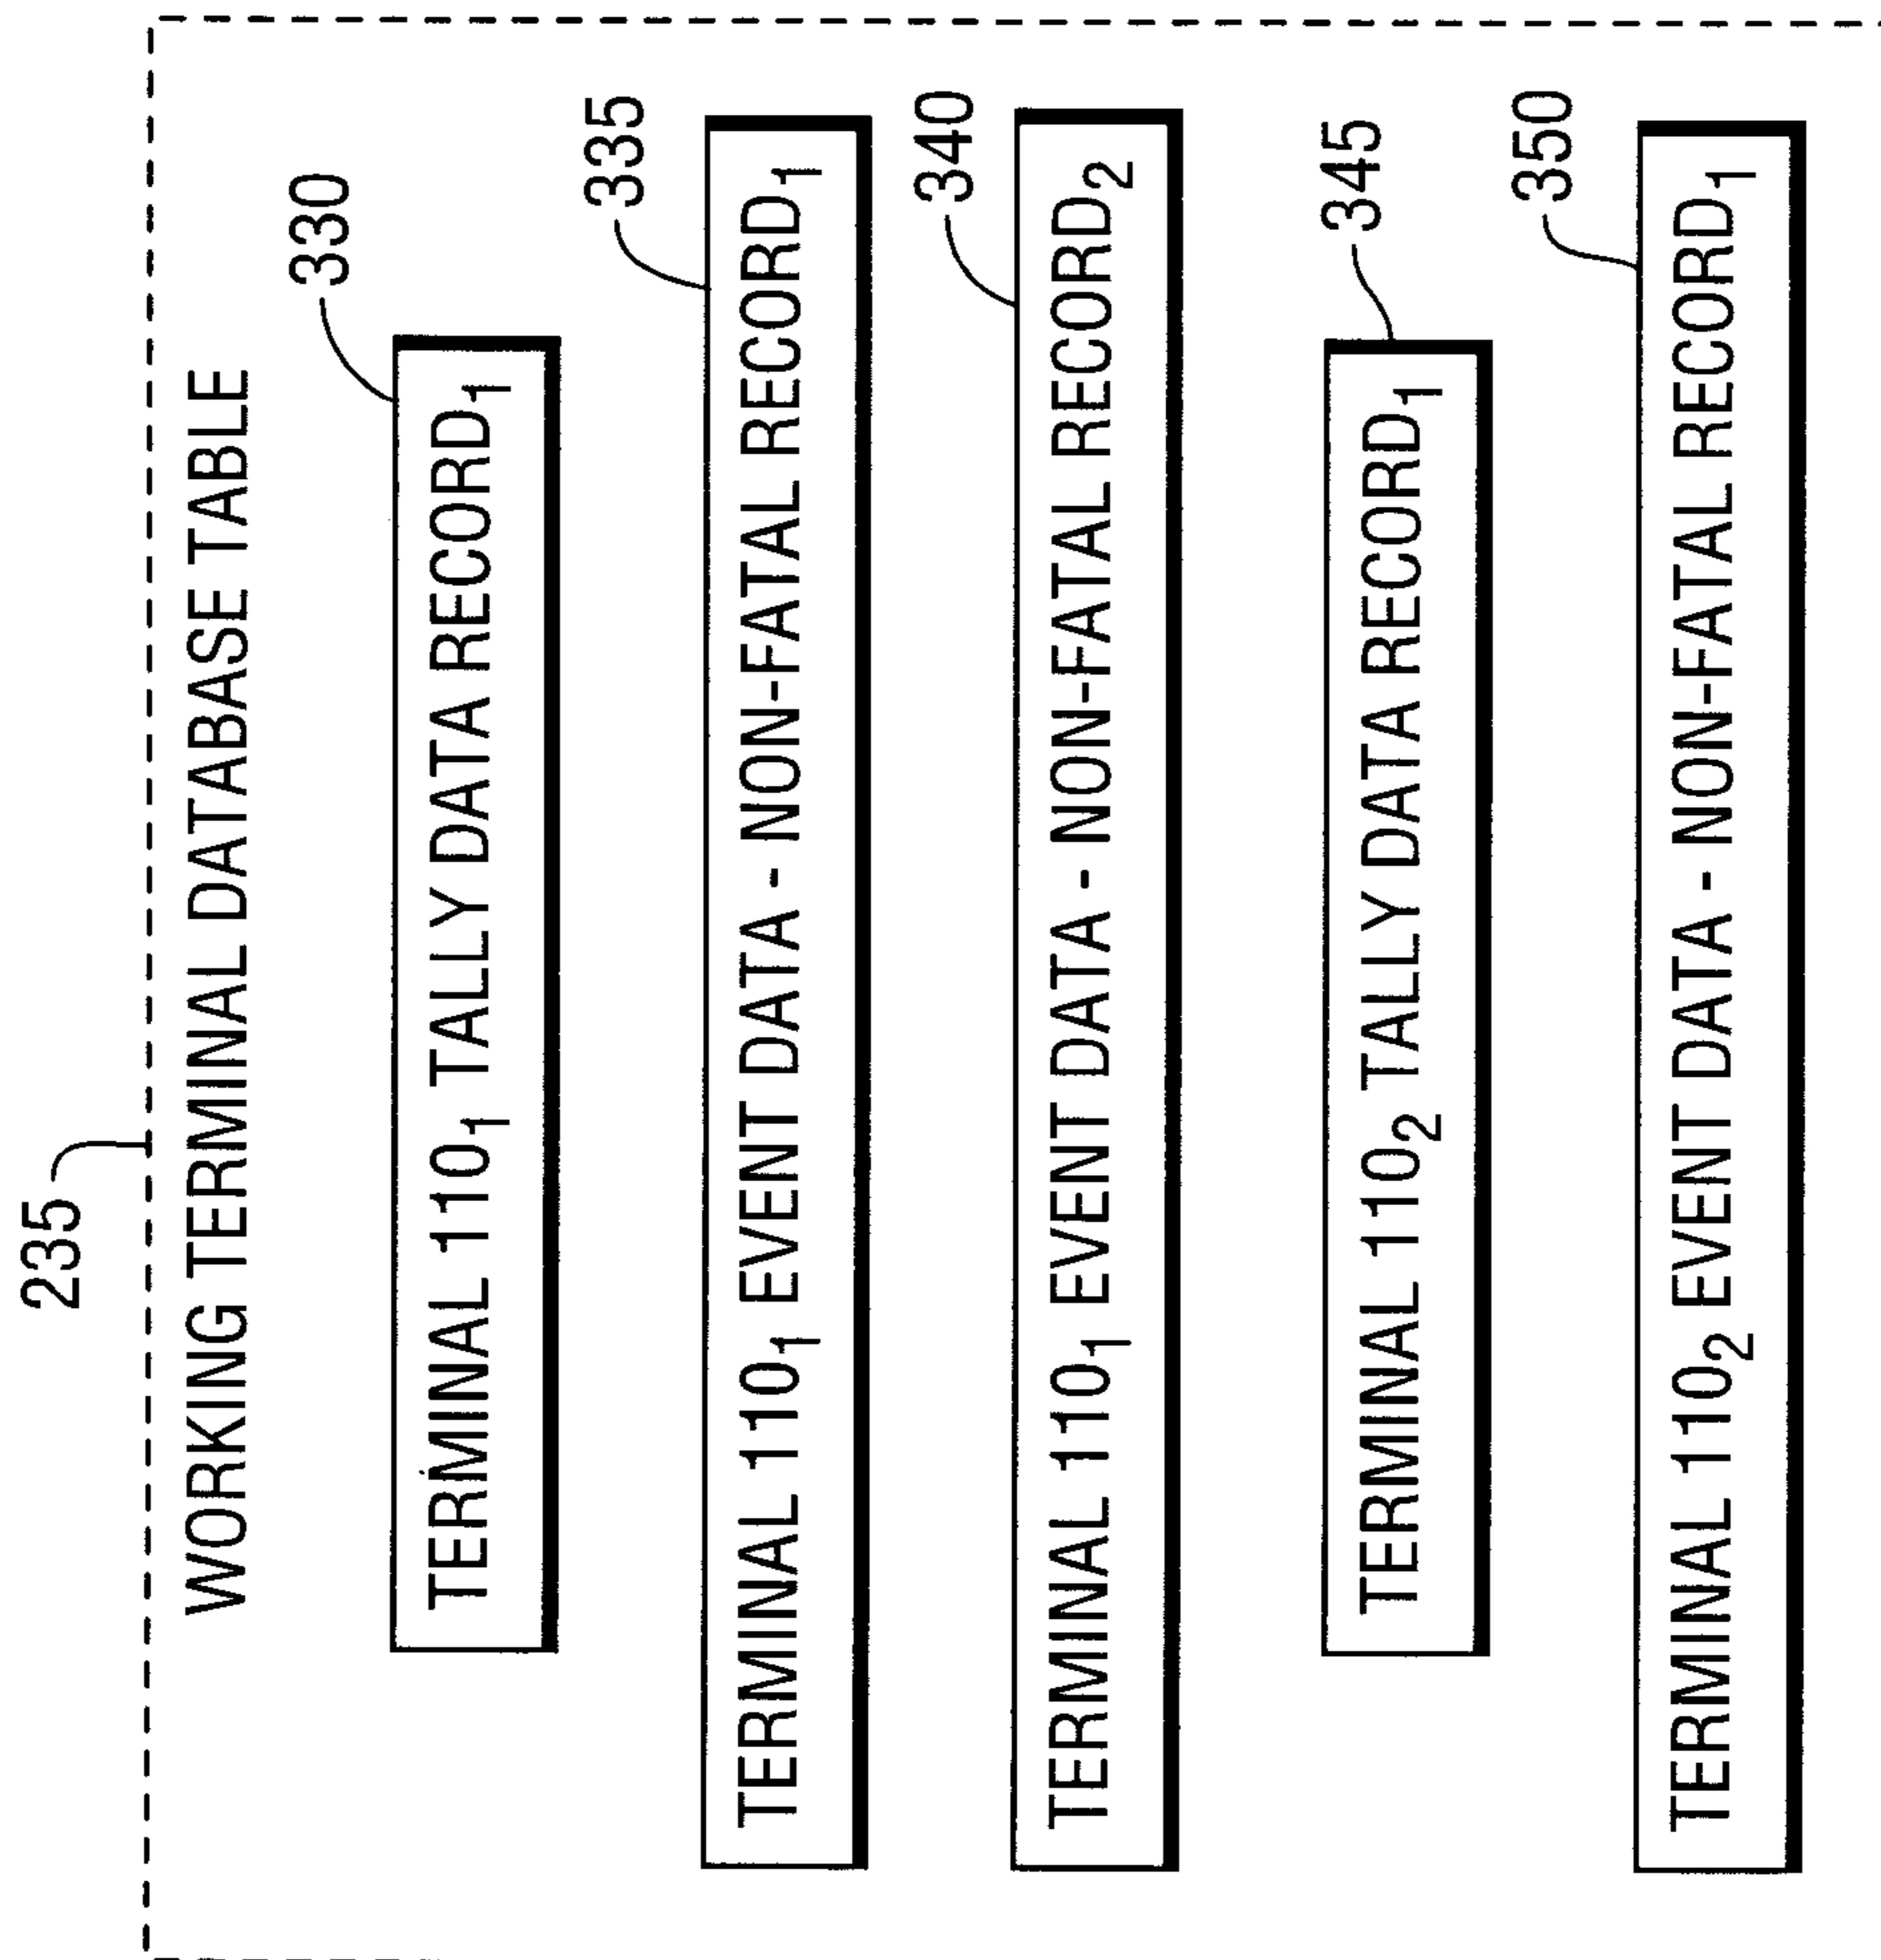 235
WORKING TERMINAL DATABASE TABLE
330
TERMINAL 110₁ TALLY DATA RECORD₁
335
TERMINAL 110₁ EVENT DATA - NON-FATAL RECORD₁
340
TERMINAL 110₁ EVENT DATA - NON-FATAL RECORD₂
345
TERMINAL 110₂ TALLY DATA RECORD₁
350
TERMINAL 110₂ EVENT DATA - NON-FATAL RECORD₁